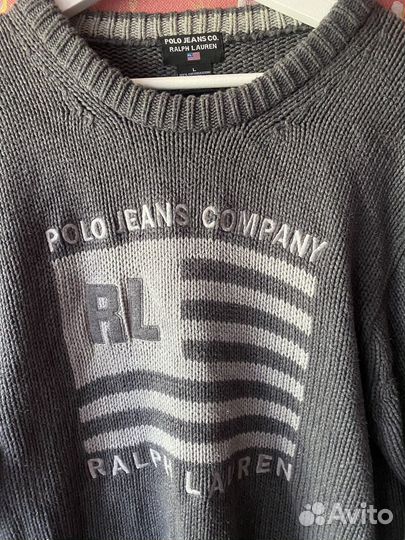 POLO JEANS CO.
RALPH LAUREN
L
POLO JEANS COMPANY
RL
RALPH LAUREN
Avito